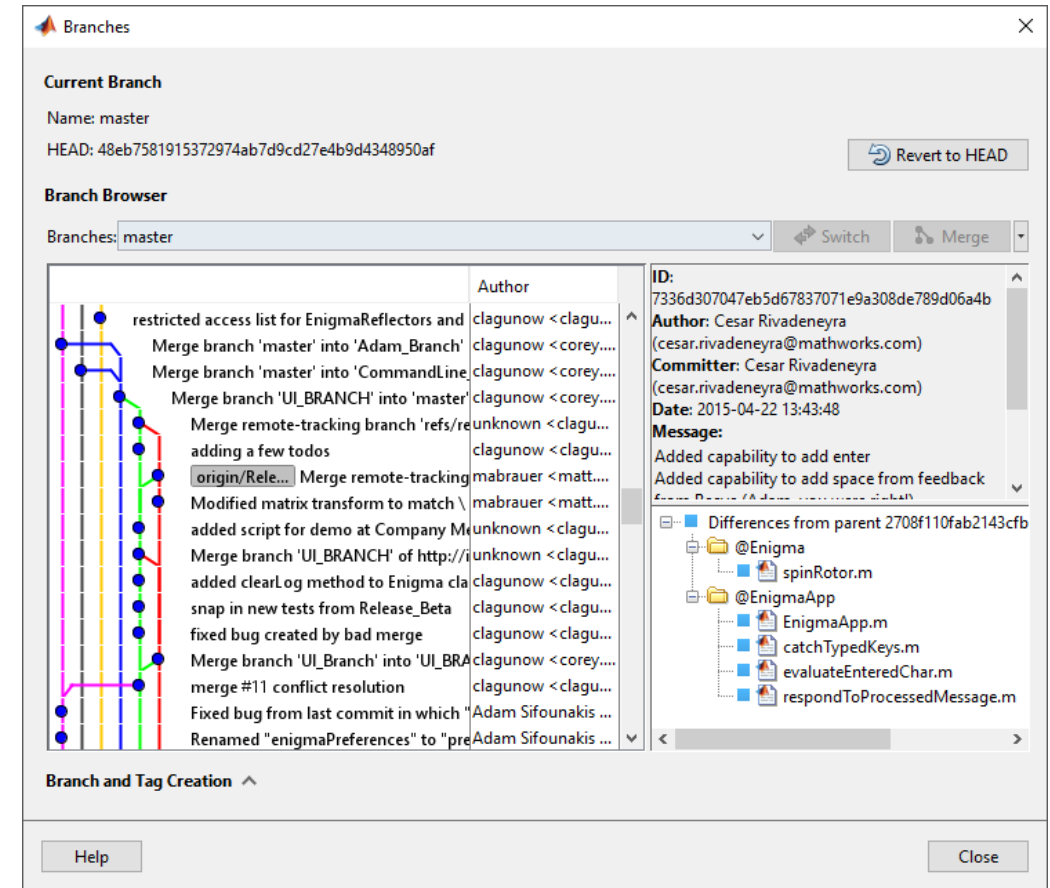 Branches
Current Branch
Name: master
HEAD: 48eb7581915372974ab7d9cd27e4b9d4348950af
Revert to HEAD
Branch Browser
Branches: master
Switch
Merge
Author
restricted access list for EnigmaReflectors and clagunow <clagu...
Merge branch 'master' into 'Adam_Branch' clagunow <corey....
Merge branch 'master' into 'CommandLine_ clagunow <corey....
Merge branch 'UI_BRANCH' into 'master' clagunow <corey....
Merge remote-tracking branch 'refs/re unknown <clagu...
adding a few todos clagunow <clagu...
origin/Rele... Merge remote-tracking mabrauer <matt....
Modified matrix transform to match \ mabrauer <matt....
added script for demo at Company Me unknown <clagu...
Merge branch 'UI_BRANCH' of http://i unknown <clagu...
added clearLog method to Enigma cla clagunow <clagu...
snap in new tests from Release_Beta clagunow <clagu...
fixed bug created by bad merge clagunow <clagu...
Merge branch 'UI_Branch' into 'UI_BRA clagunow <corey....
merge #11 conflict resolution clagunow <clagu...
Fixed bug from last commit in which " Adam Sifounakis ...
Renamed "enigmaPreferences" to "pre Adam Sifounakis ...
ID:
7336d307047eb5d67837071e9a308de789d06a4b
Author: Cesar Rivadeneyra
(cesar.rivadeneyra@mathworks.com)
Committer: Cesar Rivadeneyra
(cesar.rivadeneyra@mathworks.com)
Date: 2015-04-22 13:43:48
Message:
Added capability to add enter
Added capability to add space from feedback
Differences from parent 2708f110fab2143cfb
@Enigma
spinRotor.m
@EnigmaApp
EnigmaApp.m
catchTypedKeys.m
evaluateEnteredChar.m
respondToProcessedMessage.m
Branch and Tag Creation
Help
Close